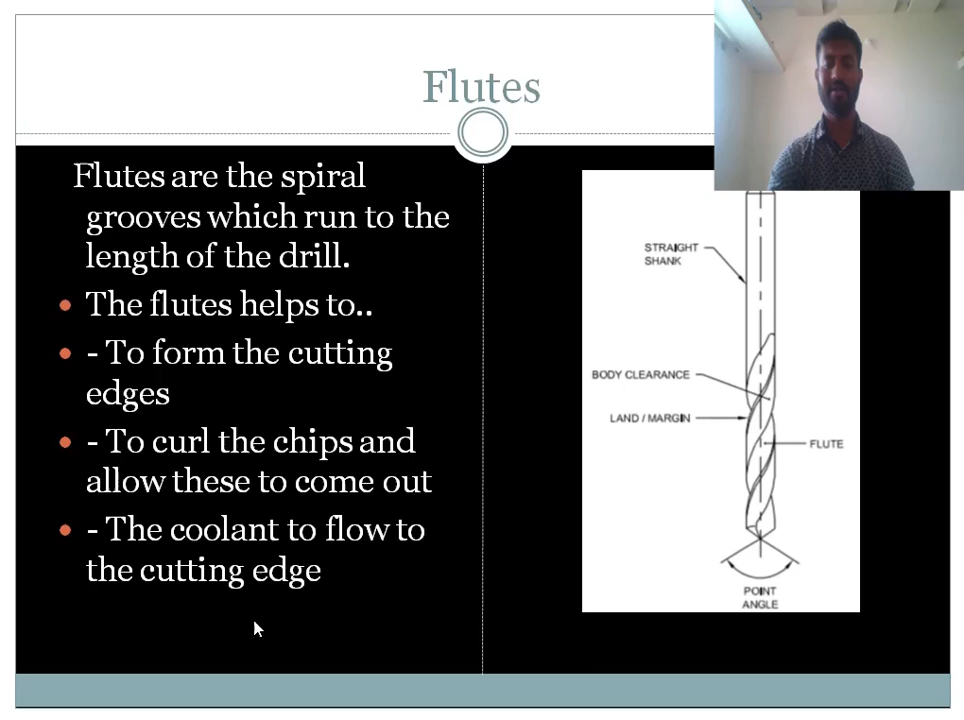 Flutes
Flutes are the spiral
grooves which run to the
length of the drill.
• The flutes helps to..
• - To form the cutting
edges
• - To curl the chips and
allow these to come out
• - The coolant to flow to
the cutting edge
STRAIGHT
SHANK
BODY CLEARANCE
LAND / MARGIN
FLUTE
POINT
ANGLE